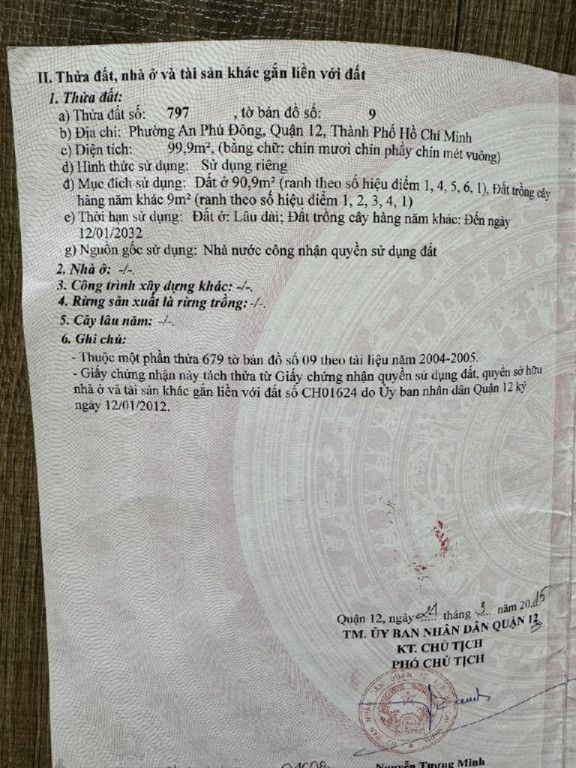 II. Thửa đất, nhà ở và tài sản khác gắn liền với đất
1. Thửa đất:
a) Thửa đất số: 797 , tờ bản đồ số: 9
b) Địa chỉ: Phường An Phú Đông, Quận 12, Thành Phố Hồ Chí Minh
c) Diện tích: 99,9m², (bằng chữ: chín mươi chín phẩy chín mét vuông)
d) Hình thức sử dụng: Sử dụng riêng
đ) Mục đích sử dụng: Đất ở 90,9m² (ranh theo số hiệu điểm 1, 4, 5, 6, 1), Đất trồng cây
hàng năm khác 9m² (ranh theo số hiệu điểm 1, 2, 3, 4, 1)
e) Thời hạn sử dụng: Đất ở: Lâu dài; Đất trồng cây hàng năm khác: Đến ngày
12/01/2032
g) Nguồn gốc sử dụng: Nhà nước công nhận quyền sử dụng đất
2. Nhà ở: -/-.
3. Công trình xây dựng khác: -/-.
4. Rừng sản xuất là rừng trồng: -/-.
5. Cây lâu năm: -/-.
6. Ghi chú:
- Thuộc một phần thửa 679 tờ bản đồ số 09 theo tài liệu năm 2004-2005.
- Giấy chứng nhận này tách thửa từ Giấy chứng nhận quyền sử dụng đất, quyền sở hữu
nhà ở và tài sản khác gắn liền với đất số CH01624 do Ủy ban nhân dân Quận 12 ký
ngày 12/01/2012.
Quận 12, ngày 24 tháng 3 năm 2015
TM. ỦY BAN NHÂN DÂN QUẬN 12
KT. CHỦ TỊCH
PHÓ CHỦ TỊCH
Nguyễn Tượng Minh